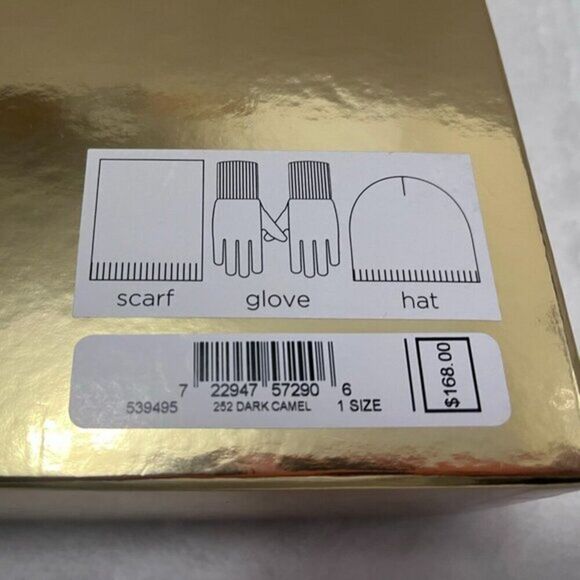 scarf glove hat
7 22947 57290 6
539495 252 DARK CAMEL 1 SIZE
$168.00